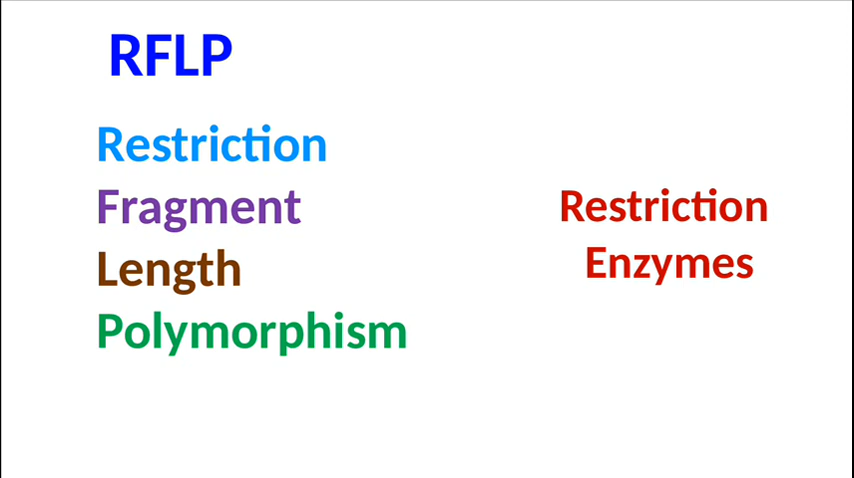 RFLP
Restriction
Fragment
Length
Polymorphism
Restriction
Enzymes